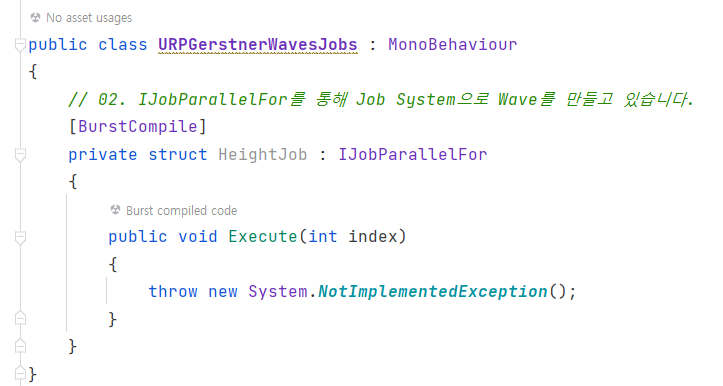 No asset usages
public class URPGerstnerWavesJobs : MonoBehaviour
{
// 02. IJobParallelFor를 통해 Job System으로 Wave를 만들고 있습니다.
[BurstCompile]
private struct HeightJob : IJobParallelFor
{
Burst compiled code
public void Execute(int index)
{
throw new System.NotImplementedException();
}
}
}